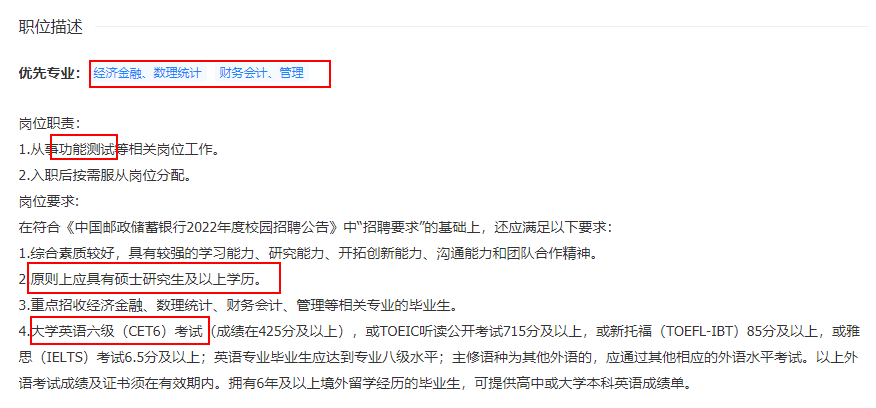 职位描述
优先专业： 经济金融、数理统计 财务会计、管理
岗位职责：
1.从事功能测试等相关岗位工作。
2.入职后按需服从岗位分配。
岗位要求：
在符合《中国邮政储蓄银行2022年度校园招聘公告》中“招聘要求”的基础上，还应满足以下要求：
1.综合素质较好，具有较强的学习能力、研究能力、开拓创新能力、沟通能力和团队合作精神。
2.原则上应具有硕士研究生及以上学历。
3.重点招收经济金融、数理统计、财务会计、管理等相关专业的毕业生。
4.大学英语六级（CET6）考试（成绩在425分及以上），或TOEIC听读公开考试715分及以上，或新托福（TOEFL-IBT）85分及以上，或雅
思（IELTS）考试6.5分及以上；英语专业毕业生应达到专业八级水平；主修语种为其他外语的，应通过其他相应的外语水平考试。以上外
语考试成绩及证书须在有效期内。拥有6年及以上境外留学经历的毕业生，可提供高中或大学本科英语成绩单。